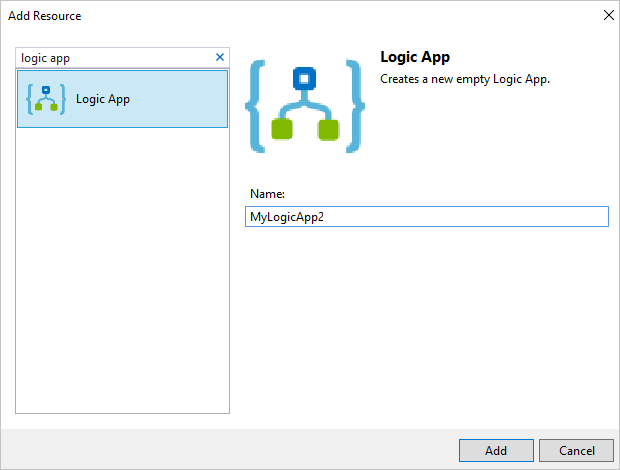 Add Resource
logic app
Logic App
Logic App
Creates a new empty Logic App.
Name:
MyLogicApp2
Add
Cancel